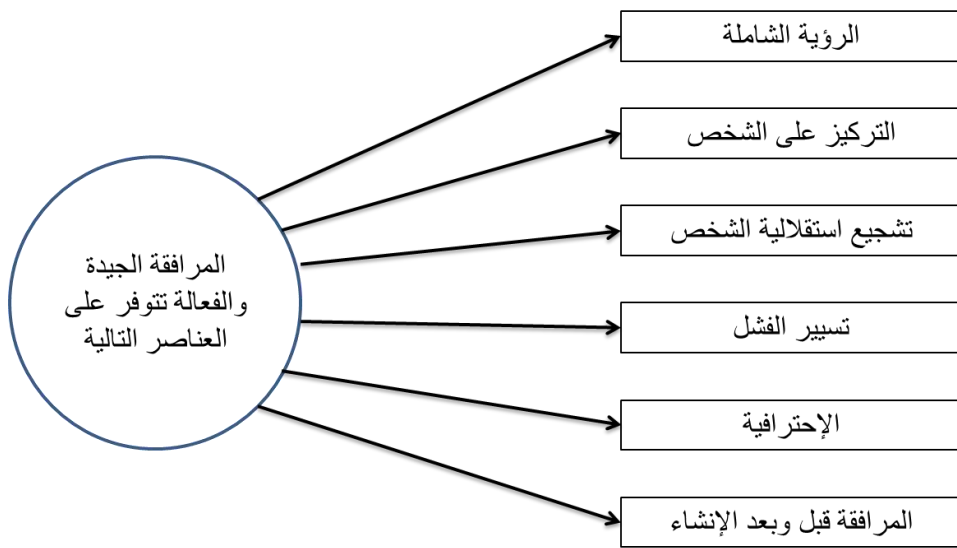 المرافقة الجيدة
والفعالة تتوفر على
العناصر التالية
الرؤية الشاملة
التركيز على الشخص
تشجيع استقلالية الشخص
تسيير الفشل
الإحترافية
المرافقة قبل وبعد الإنشاء